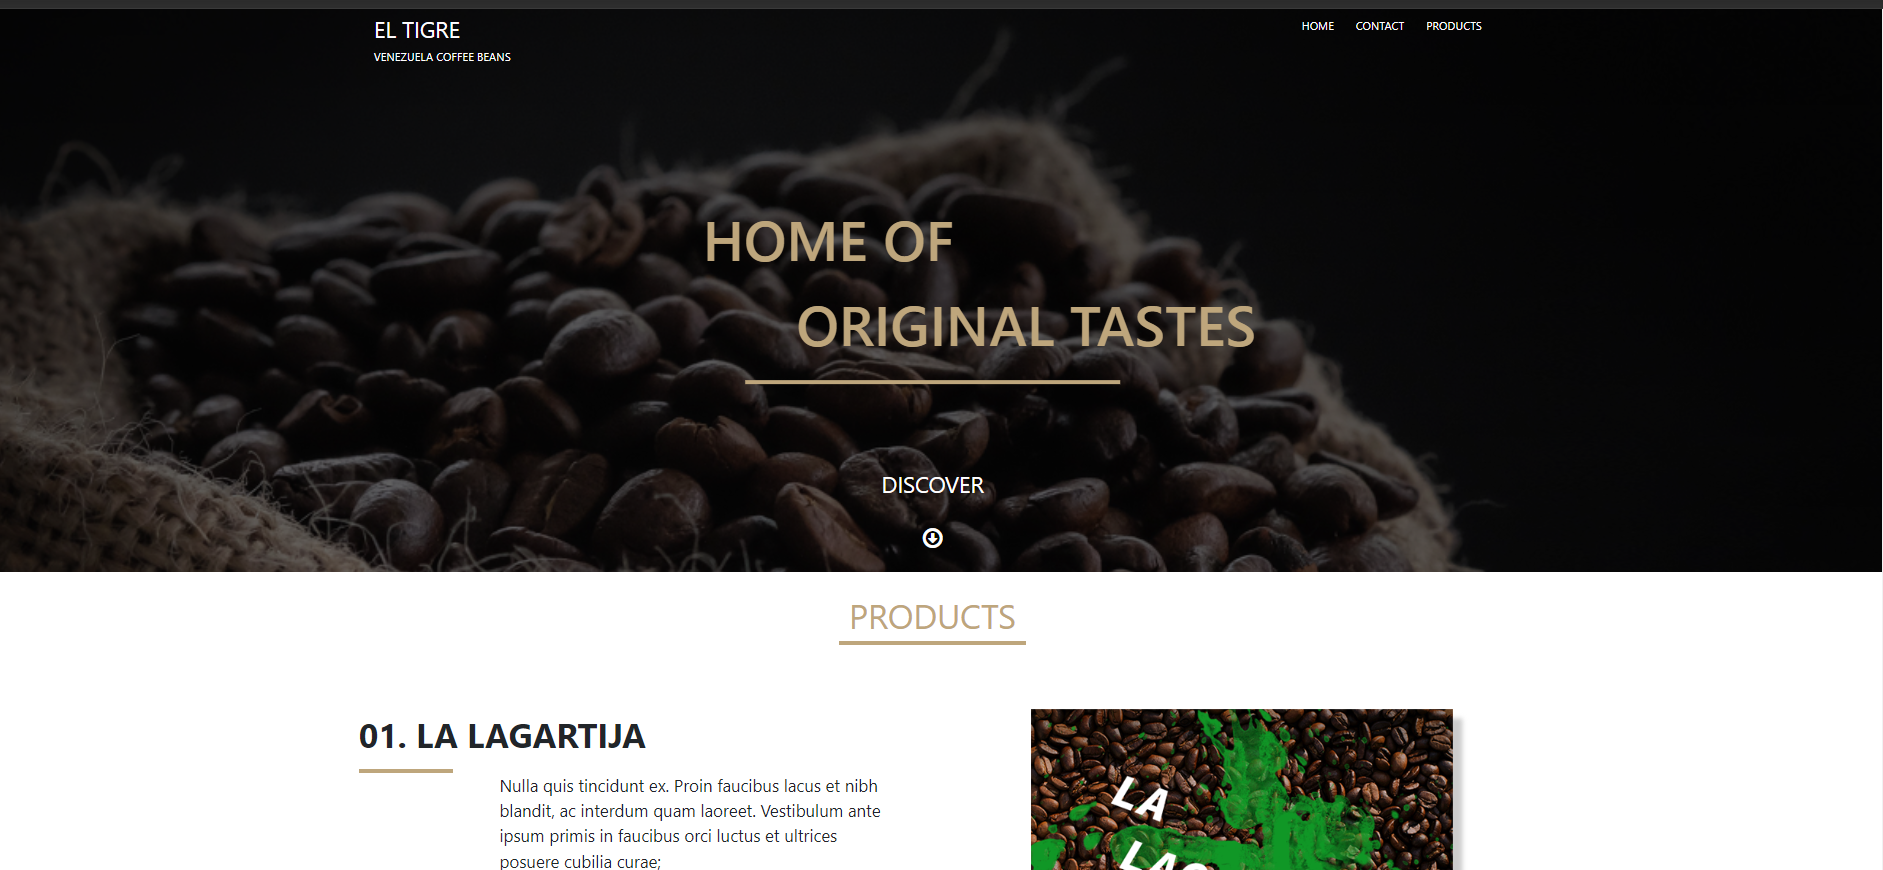 EL TIGRE
VENEZUELA COFFEE BEANS
HOME CONTACT PRODUCTS
HOME OF
ORIGINAL TASTES
DISCOVER
PRODUCTS
01. LA LAGARTIJA
Nulla quis tincidunt ex. Proin faucibus lacus et nibh
blandit, ac interdum quam laoreet. Vestibulum ante
ipsum primis in faucibus orci luctus et ultrices
posuere cubilia curae;
LA